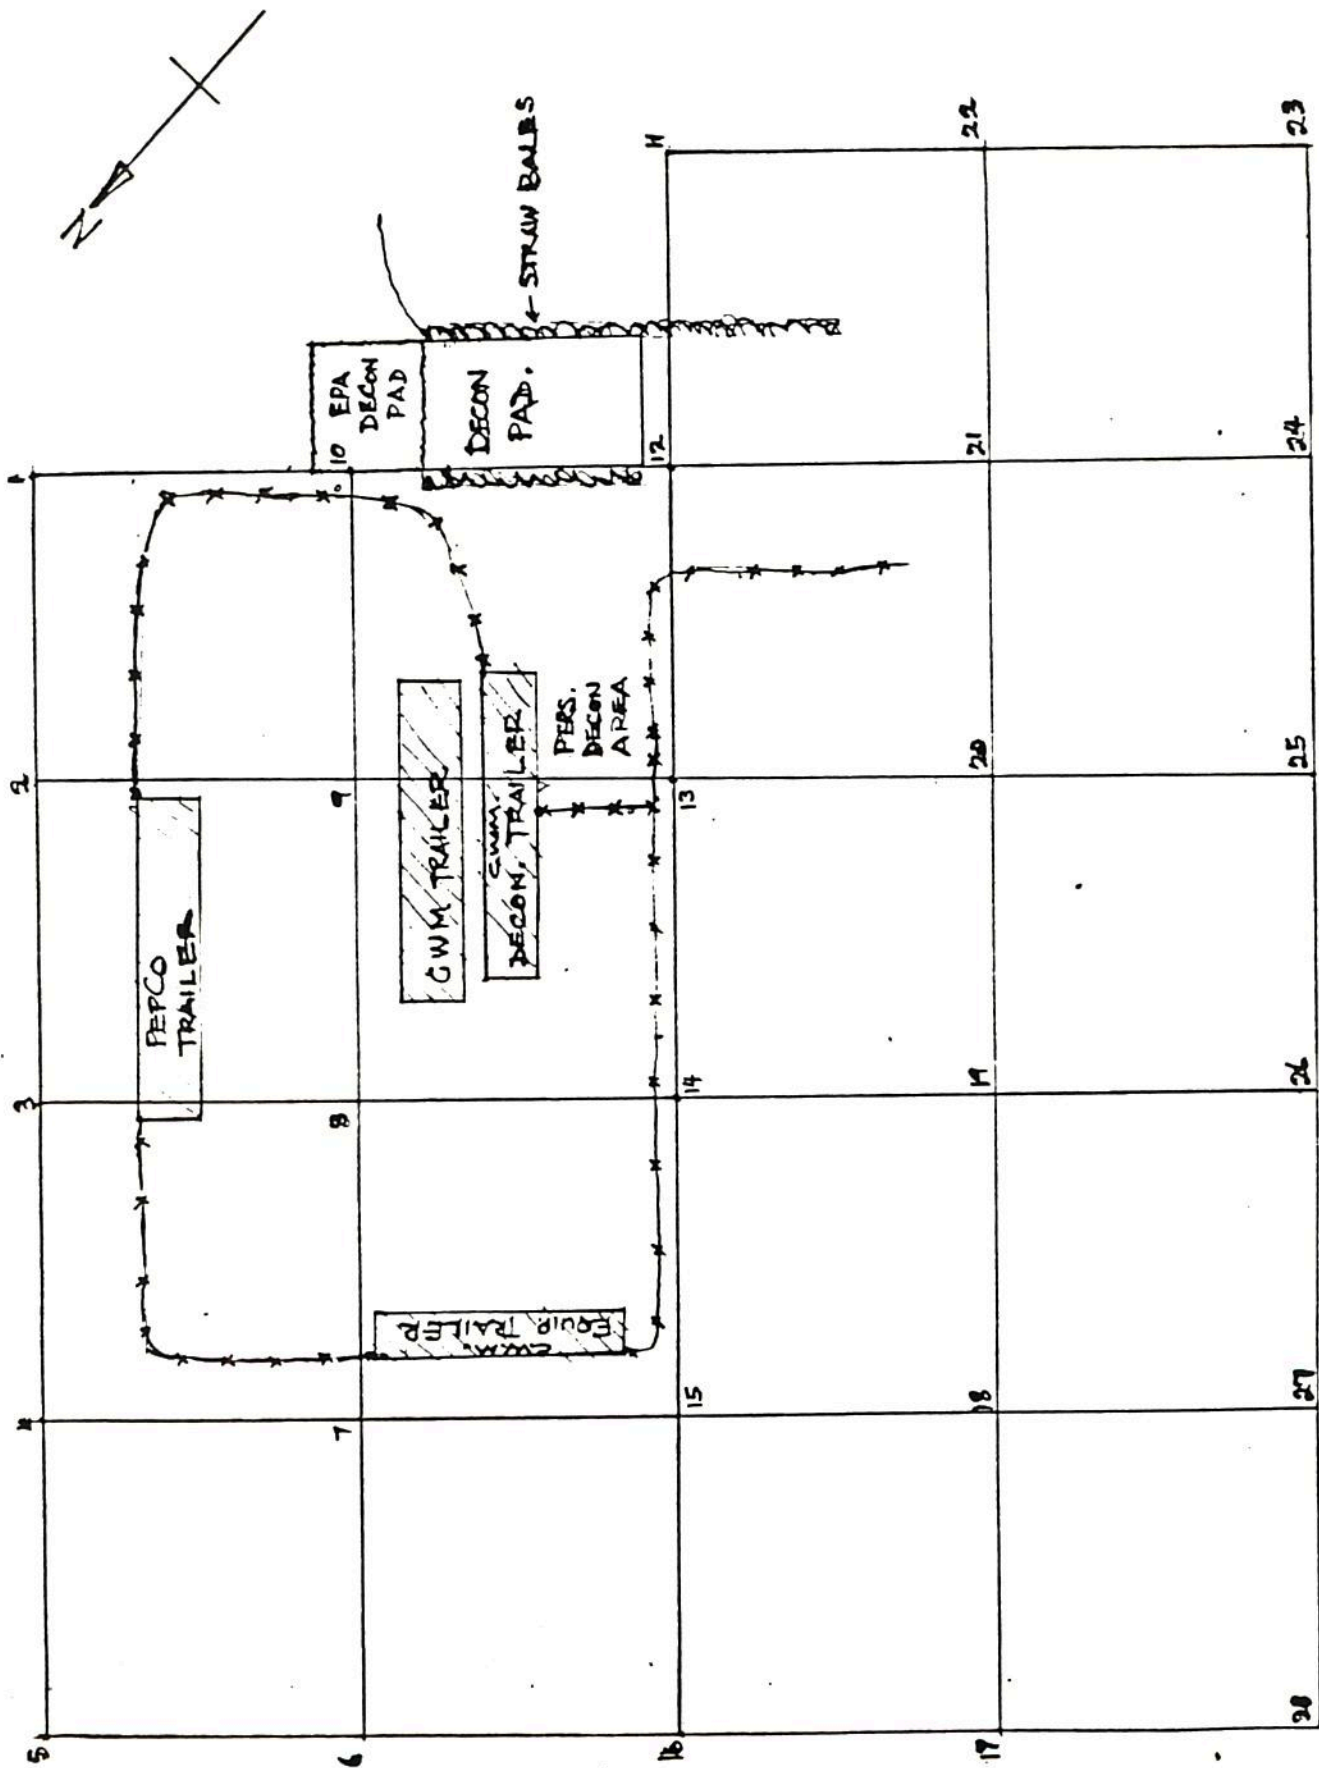 N
← STRAW BALES
EPA
DECON
PAD
DECON
PAD.
PERS.
DECON
AREA
PEPCO
TRAILER
CWM TRAILER
CWM.
DECON. TRAILER
CWM.
EQUIP. TRAILER
5
4
3
2
1
6
7
8
9
10
16
15
14
13
12
11
17
18
19
20
21
22
28
27
26
25
24
23